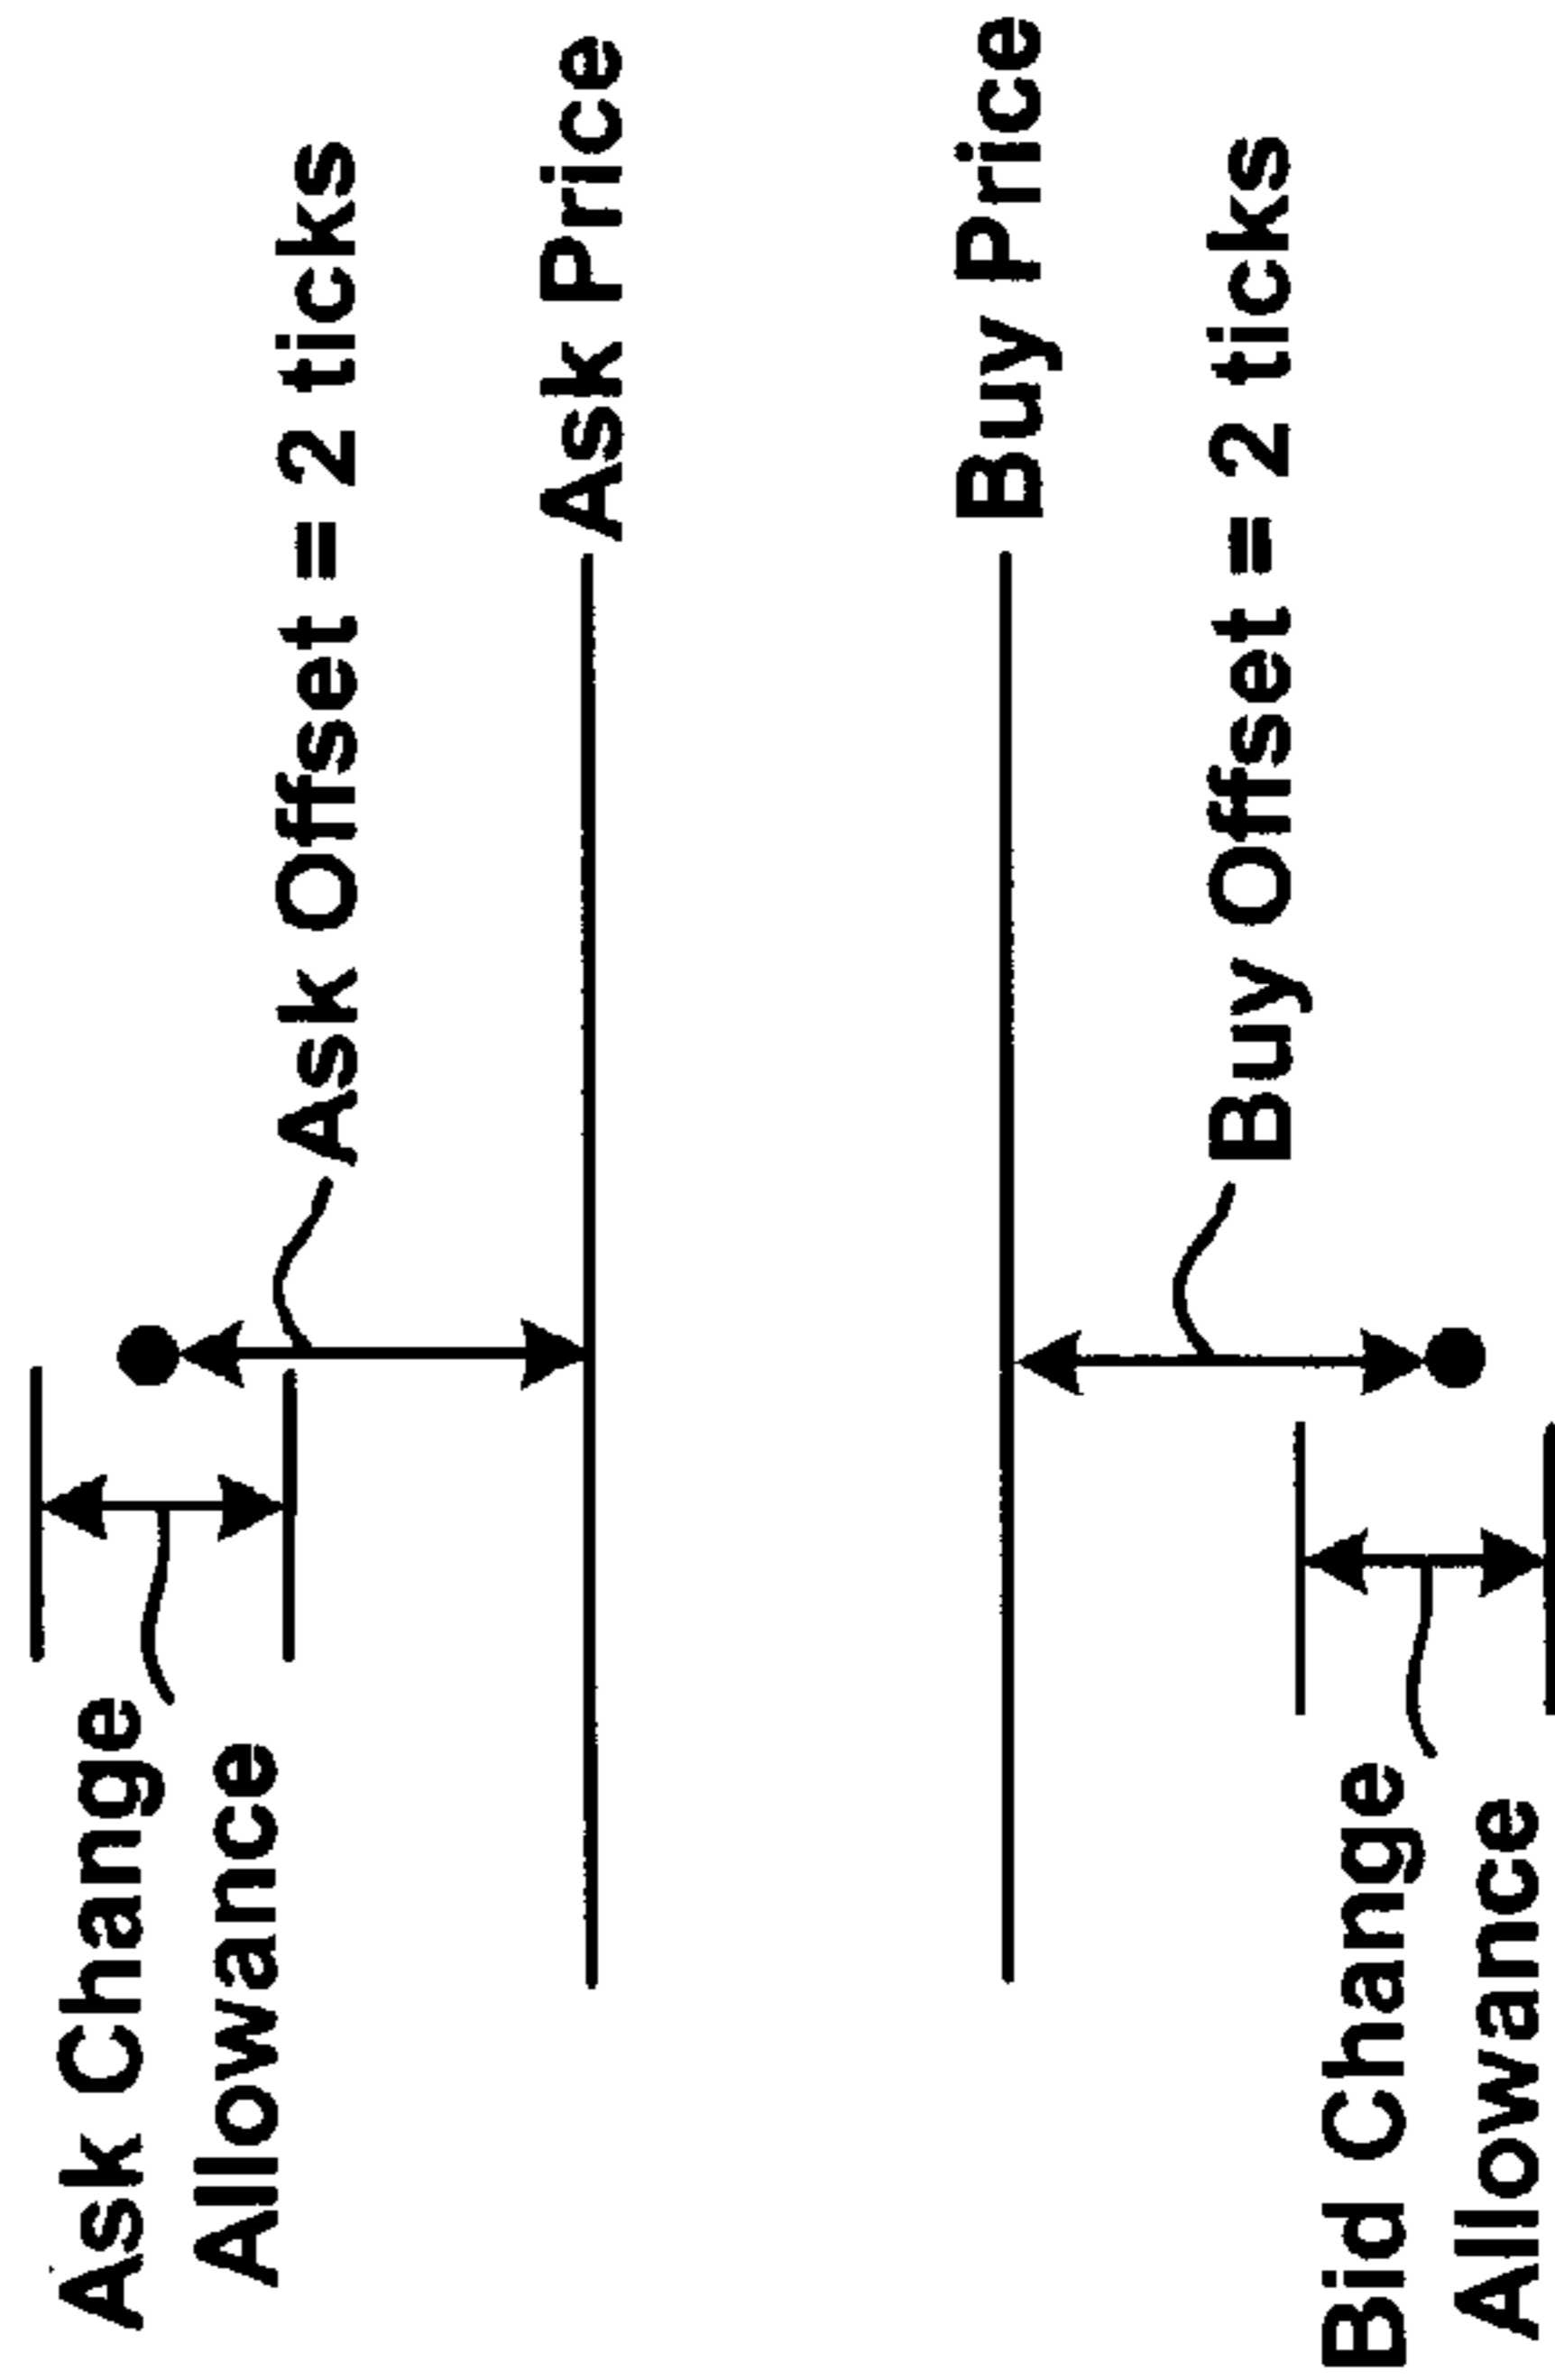 Ask Change
Allowance
Ask Offset = 2 ticks
Ask Price
Buy Price
Buy Offset = 2 ticks
Bid Change
Allowance